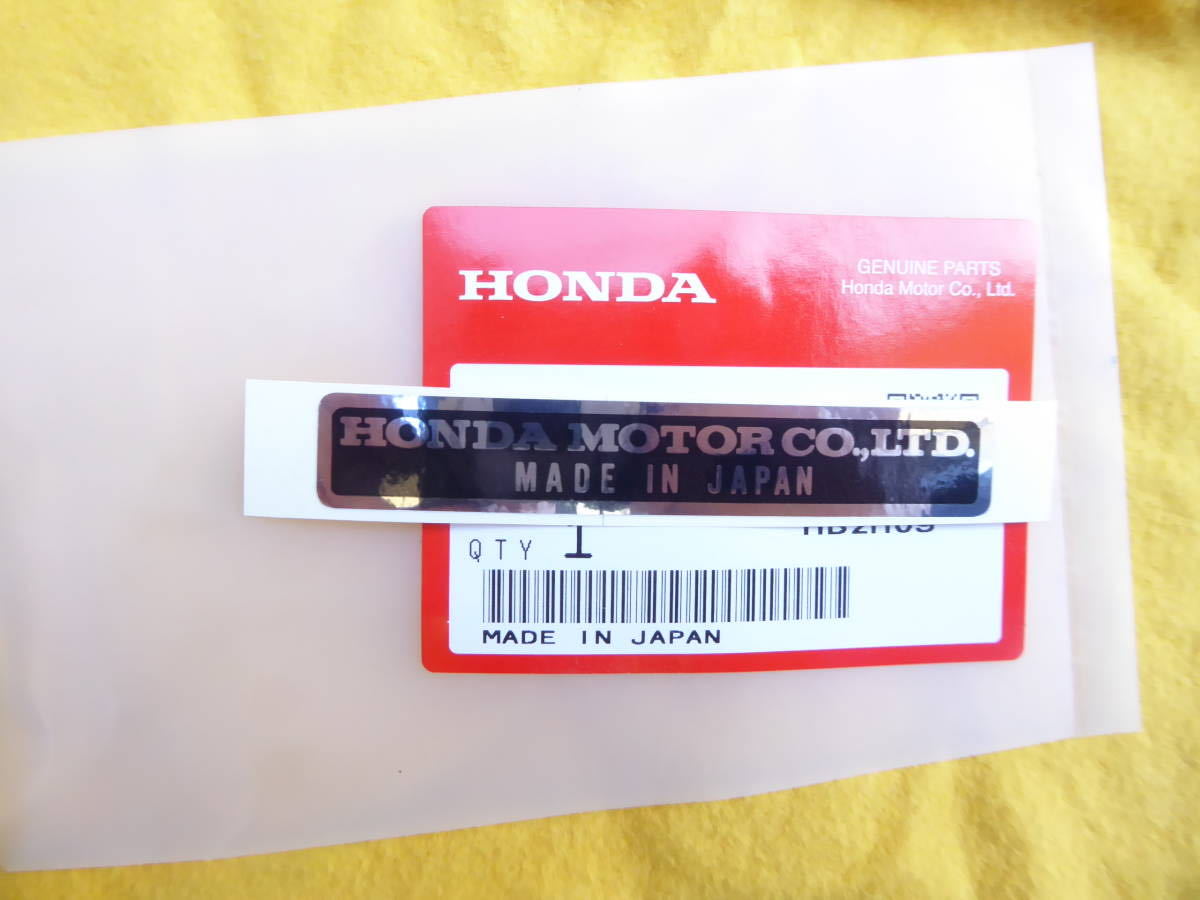 HONDA
GENUINE PARTS
Honda Motor Co., Ltd.
HONDA MOTOR CO.,LTD.
MADE IN JAPAN
QTY 1
MADE IN JAPAN